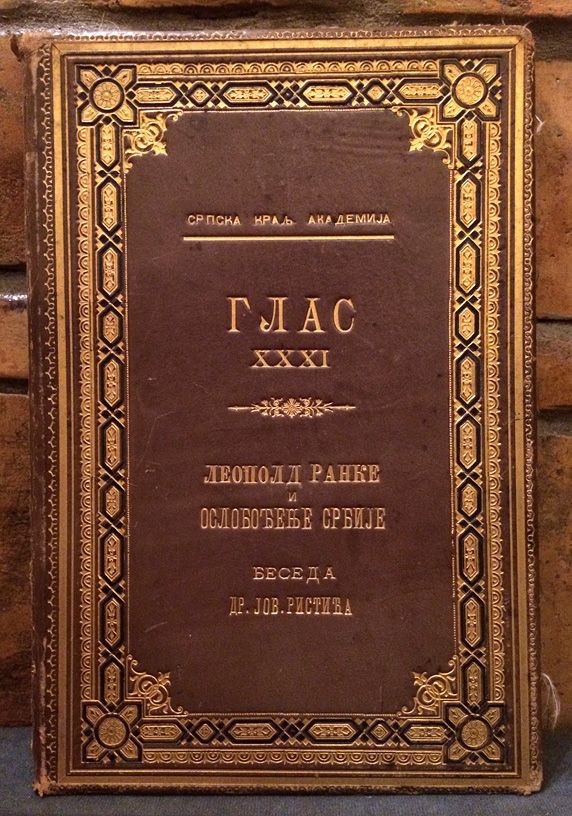 СРПСКА КРАЉ. АКАДЕМИЈА
ГЛАС
XXXI
ЛЕОПОЛД РАНКЕ
И
ОСЛОБОЂЕЊЕ СРБИЈЕ
БЕСЕДА
ДР. ЈОВ. РИСТИЋА